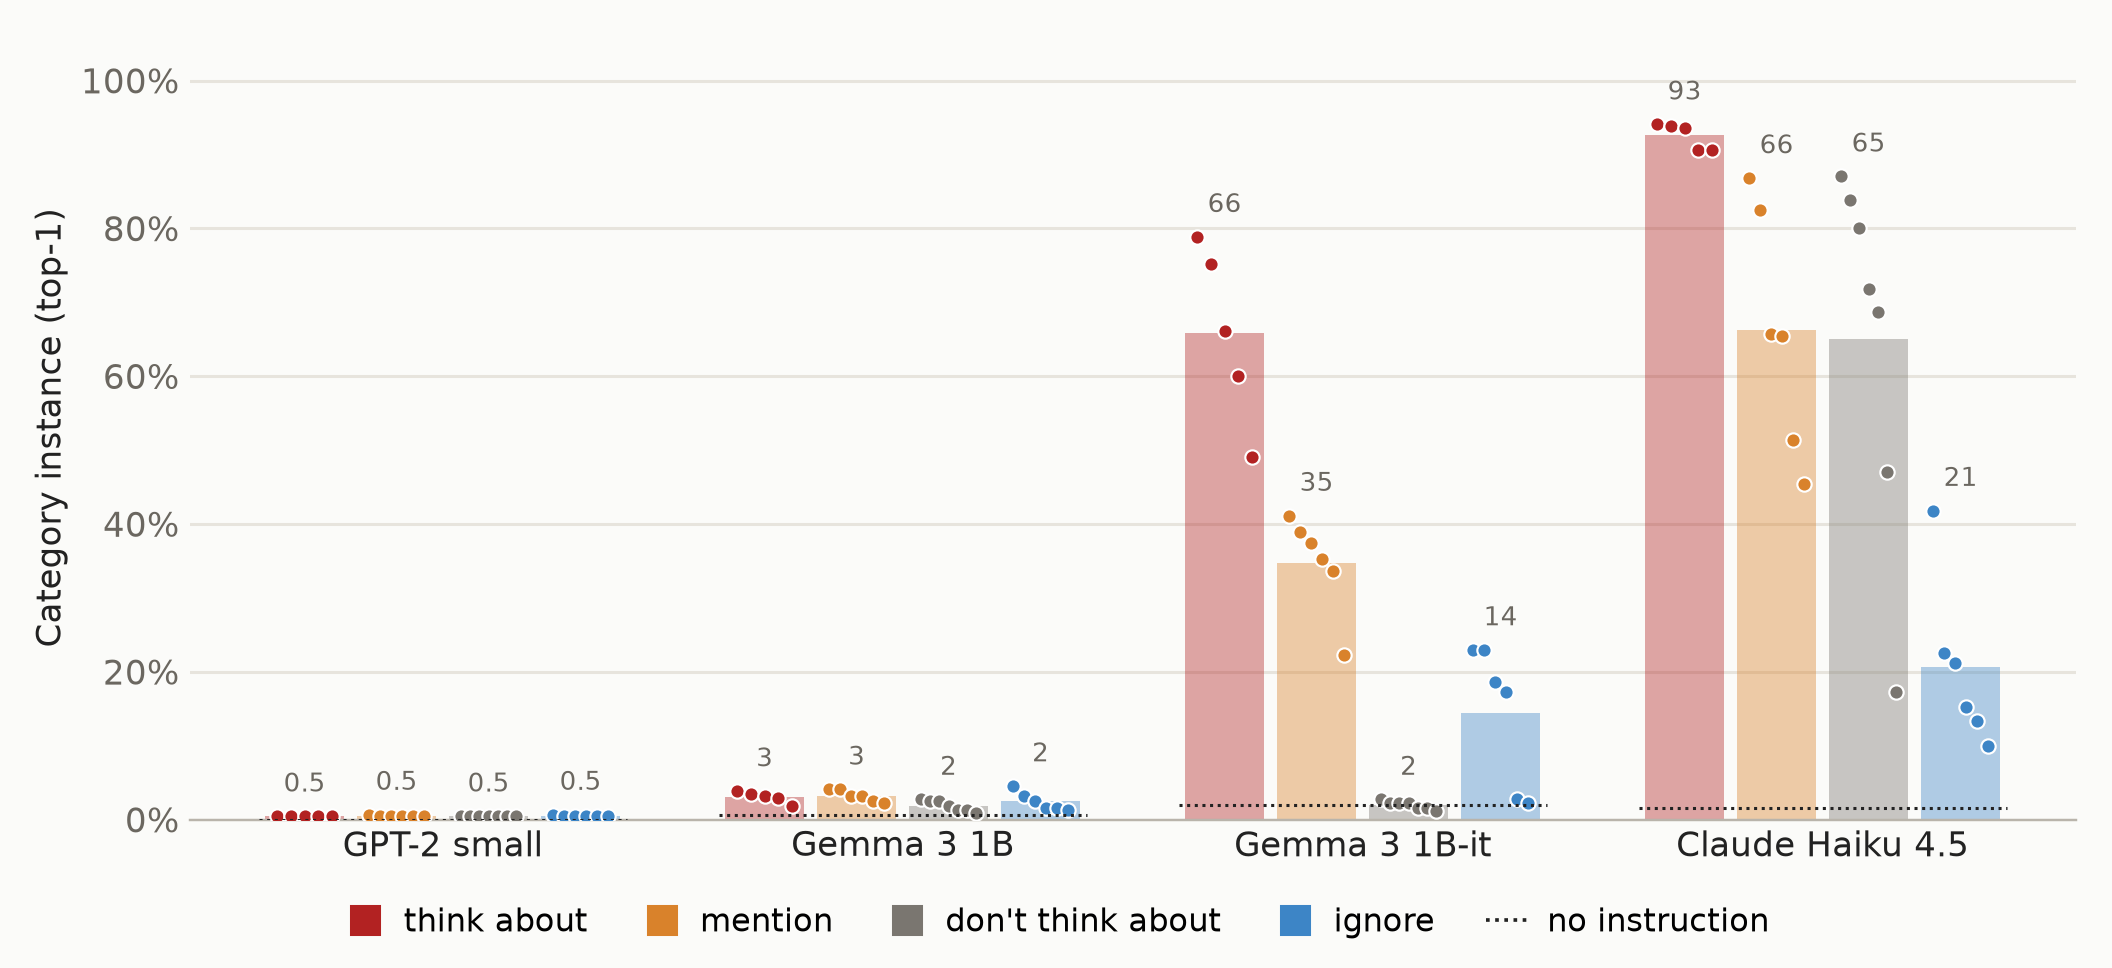 Category instance (top-1)
100%
80%
60%
40%
20%
0%
0.5
0.5
0.5
0.5
3
3
2
2
66
35
2
14
93
66
65
21
GPT-2 small
Gemma 3 1B
Gemma 3 1B-it
Claude Haiku 4.5
think about
mention
don't think about
ignore
no instruction